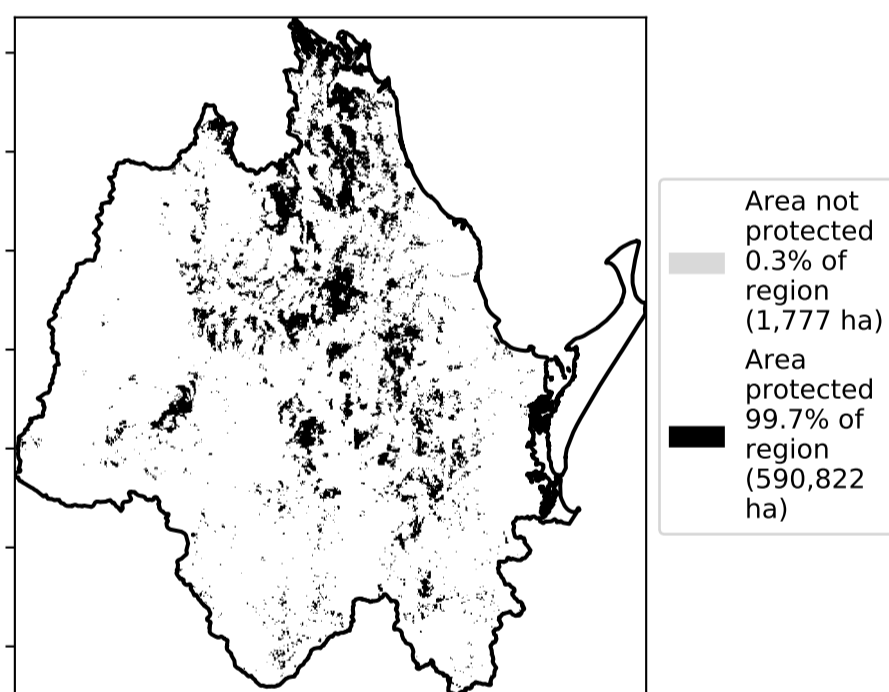 Area not
protected
0.3% of
region
(1,777 ha)
Area
protected
99.7% of
region
(590,822
ha)